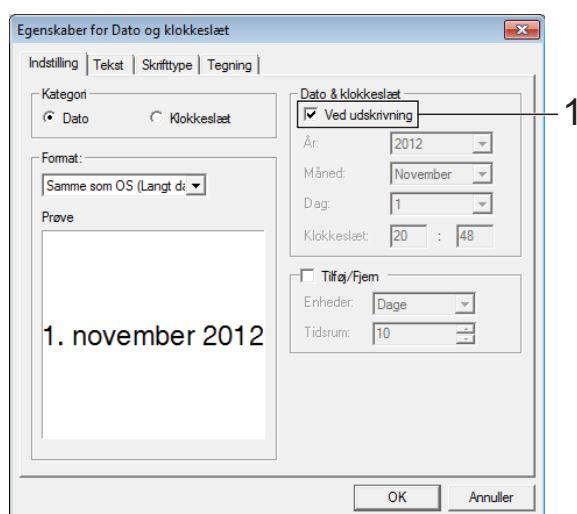 Egenskaber for Dato og klokkeslæt
Indstilling Tekst Skrifttype Tegning
Kategori
Dato Klokkeslæt
Format:
Samme som OS (Langt da
Prøve
1. november 2012
Dato & klokkeslæt
Ved udskrivning
1
År: 2012
Måned: November
Dag: 1
Klokkeslæt: 20 : 48
Tilføj/Fjern
Enheder: Dage
Tidsrum: 10
OK Annuller